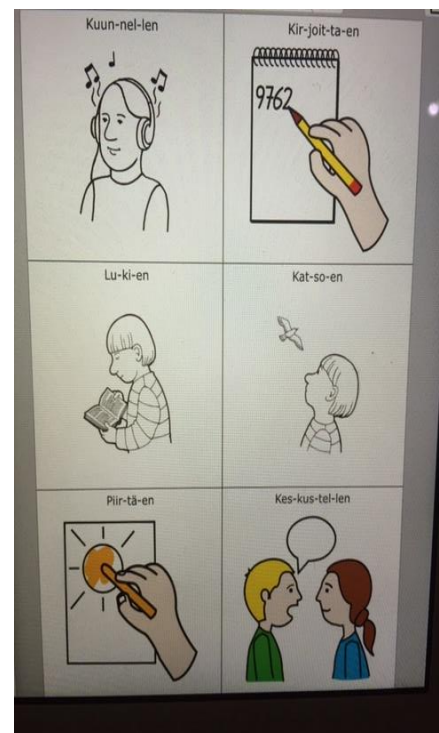 Kuun-nel-len
Kir-joit-ta-en
9762
Lu-ki-en
Kat-so-en
Piir-tä-en
Kes-kus-tel-len